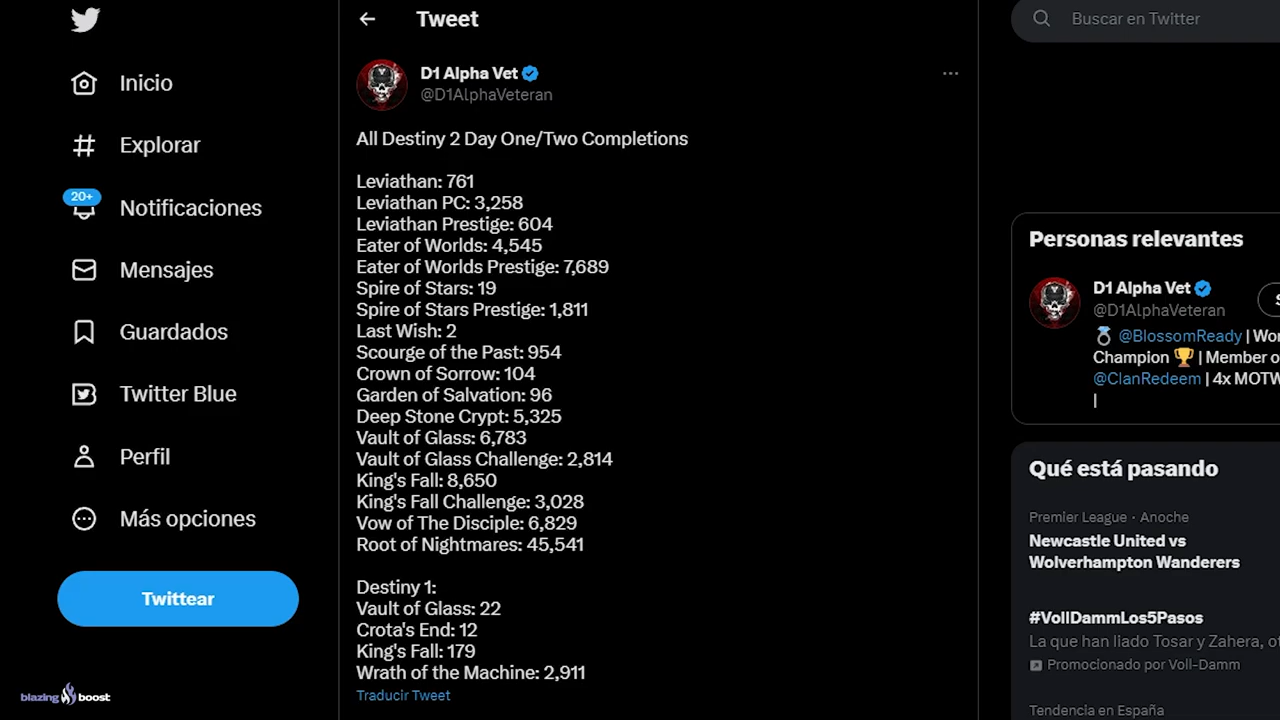 Tweet
Buscar en Twitter
Inicio
Explorar
20+
Notificaciones
Mensajes
Guardados
Twitter Blue
Perfil
Más opciones
Twittear
blazing boost
D1 Alpha Vet
@D1AlphaVeteran
All Destiny 2 Day One/Two Completions
Leviathan: 761
Leviathan PC: 3,258
Leviathan Prestige: 604
Eater of Worlds: 4,545
Eater of Worlds Prestige: 7,689
Spire of Stars: 19
Spire of Stars Prestige: 1,811
Last Wish: 2
Scourge of the Past: 954
Crown of Sorrow: 104
Garden of Salvation: 96
Deep Stone Crypt: 5,325
Vault of Glass: 6,783
Vault of Glass Challenge: 2,814
King's Fall: 8,650
King's Fall Challenge: 3,028
Vow of The Disciple: 6,829
Root of Nightmares: 45,541
Destiny 1:
Vault of Glass: 22
Crota's End: 12
King's Fall: 179
Wrath of the Machine: 2,911
Traducir Tweet
Personas relevantes
D1 Alpha Vet
@D1AlphaVeteran
@BlossomReady | Wor
Champion | Member o
@ClanRedeem | 4x MOTW
|
Qué está pasando
Premier League · Anoche
Newcastle United vs
Wolverhampton Wanderers
#VollDammLos5Pasos
La que han liado Tosar y Zahera,
Promocionado por Voll-Damm
Tendencia en España